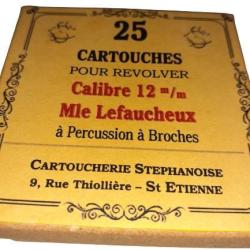 25
CARTOUCHES
POUR REVOLVER
Calibre 12 m/m
Mle Lefaucheux
à Percussion à Broches
CARTOUCHERIE STEPHANOISE
9, Rue Thiollière – St ETIENNE